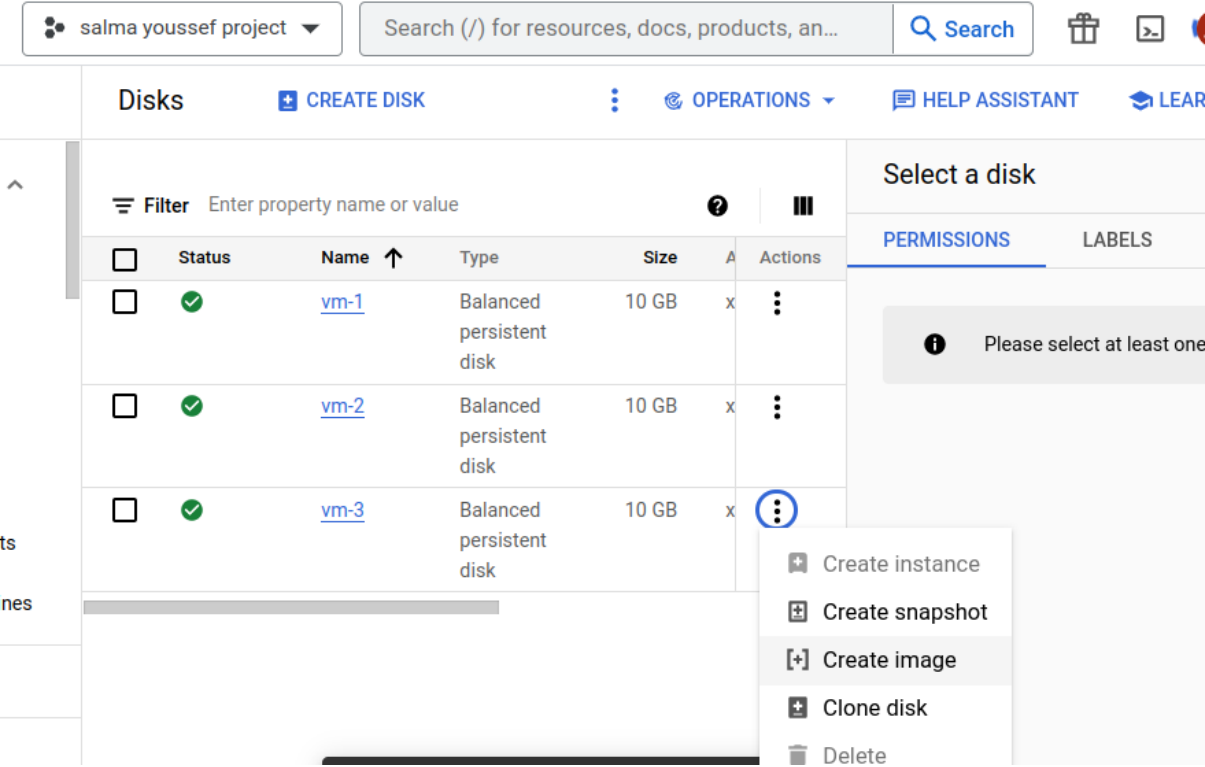 salma youssef project
Search (/) for resources, docs, products, an...
Search
Disks
CREATE DISK
OPERATIONS
HELP ASSISTANT
LEAR
Filter
Enter property name or value
Status Name Type Size A Actions
vm-1 Balanced 10 GB x
persistent
disk
vm-2 Balanced 10 GB x
persistent
disk
vm-3 Balanced 10 GB x
persistent
disk
Create instance
Create snapshot
Create image
Clone disk
Delete
Select a disk
PERMISSIONS LABELS
Please select at least one
ts
ines